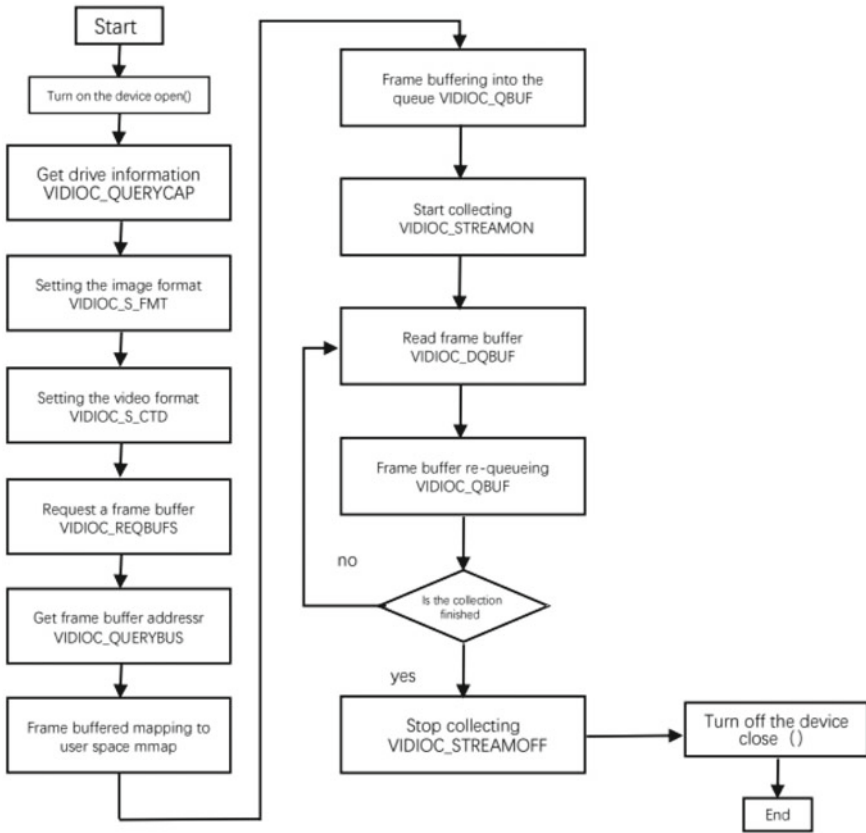 Start
Turn on the device open()
Get drive information
VIDIOC_QUERYCAP
Setting the image format
VIDIOC_S_FMT
Setting the video format
VIDIOC_S_CTD
Request a frame buffer
VIDIOC_REQBUFS
Get frame buffer addressr
VIDIOC_QUERYBUS
Frame buffered mapping to
user space mmap
Frame buffering into the
queue VIDIOC_QBUF
Start collecting
VIDIOC_STREAMON
Read frame buffer
VIDIOC_DQBUF
Frame buffer re-queueing
VIDIOC_QBUF
no
Is the collection
finished
yes
Stop collecting
VIDIOC_STREAMOFF
Turn off the device
close（）
End